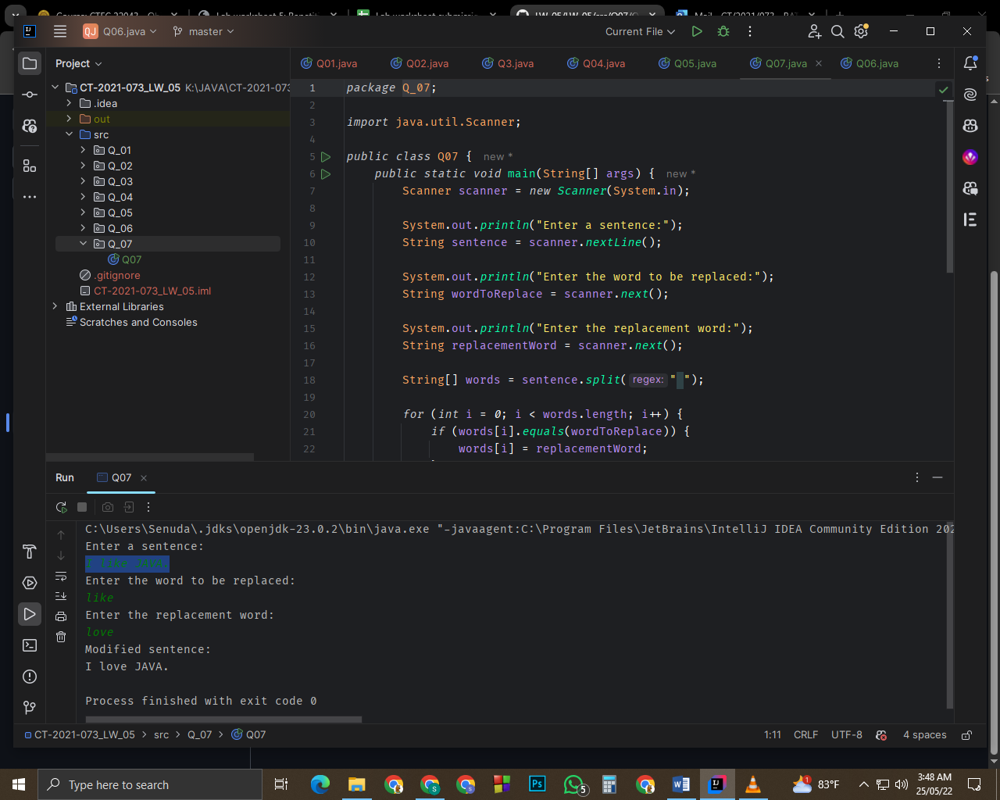 QJ Q06.java
master
Current File
Project
Q01.java
Q02.java
Q3.java
Q04.java
Q05.java
Q07.java
Q06.java
CT-2021-073_LW_05 K:\JAVA\CT-2021-073
.idea
out
src
Q_01
Q_02
Q_03
Q_04
Q_05
Q_06
Q_07
Q07
.gitignore
CT-2021-073_LW_05.iml
External Libraries
Scratches and Consoles
1 package Q_07;
2
3 import java.util.Scanner;
4
5 public class Q07 { new *
6 public static void main(String[] args) { new *
7 Scanner scanner = new Scanner(System.in);
8
9 System.out.println("Enter a sentence:");
10 String sentence = scanner.nextLine();
11
12 System.out.println("Enter the word to be replaced:");
13 String wordToReplace = scanner.next();
14
15 System.out.println("Enter the replacement word:");
16 String replacementWord = scanner.next();
17
18 String[] words = sentence.split( regex: " ");
19
20 for (int i = 0; i < words.length; i++) {
21 if (words[i].equals(wordToReplace)) {
22 words[i] = replacementWord;
Run Q07
C:\Users\Senuda\.jdks\openjdk-23.0.2\bin\java.exe "-javaagent:C:\Program Files\JetBrains\IntelliJ IDEA Community Edition 202
Enter a sentence:
I like JAVA.
Enter the word to be replaced:
like
Enter the replacement word:
love
Modified sentence:
I love JAVA.
Process finished with exit code 0
CT-2021-073_LW_05 > src > Q_07 > Q07
1:11 CRLF UTF-8 4 spaces
Type here to search
Ps
5
W
1
83°F
3:48 AM
25/05/22